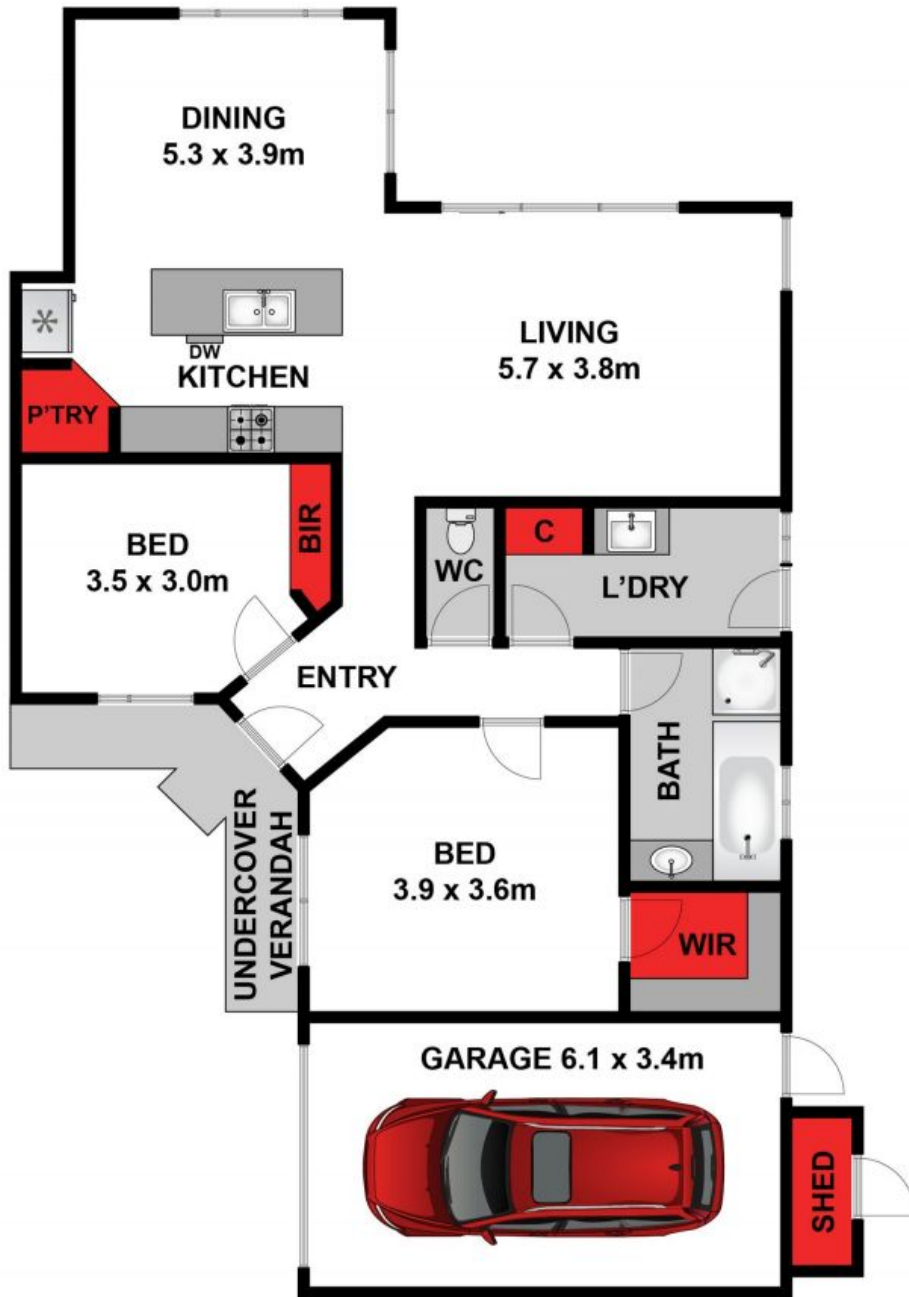 DINING
5.3 x 3.9m
LIVING
5.7 x 3.8m
DW
KITCHEN
P'TRY
BED
3.5 x 3.0m
BIR
WC
C
L'DRY
ENTRY
BATH
UNDERCOVER
VERANDAH
BED
3.9 x 3.6m
WIR
GARAGE 6.1 x 3.4m
SHED